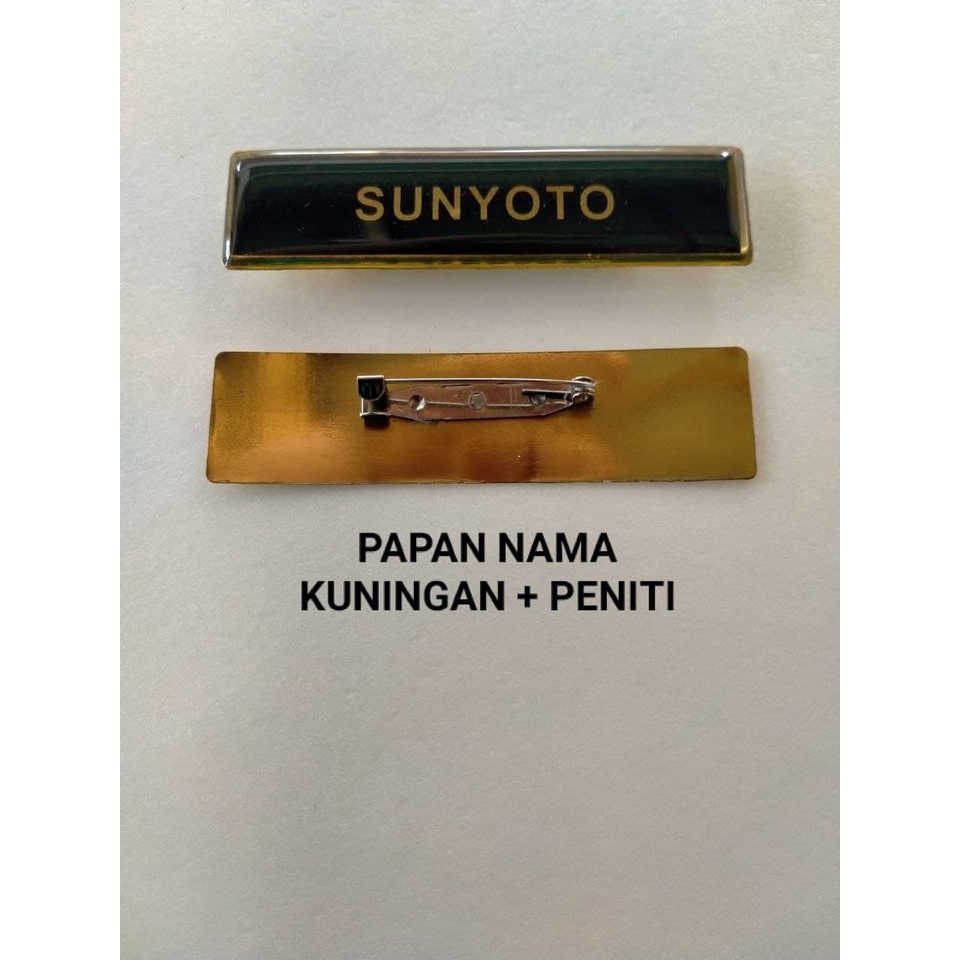 SUNYOTO
PAPAN NAMA
KUNINGAN + PENITI